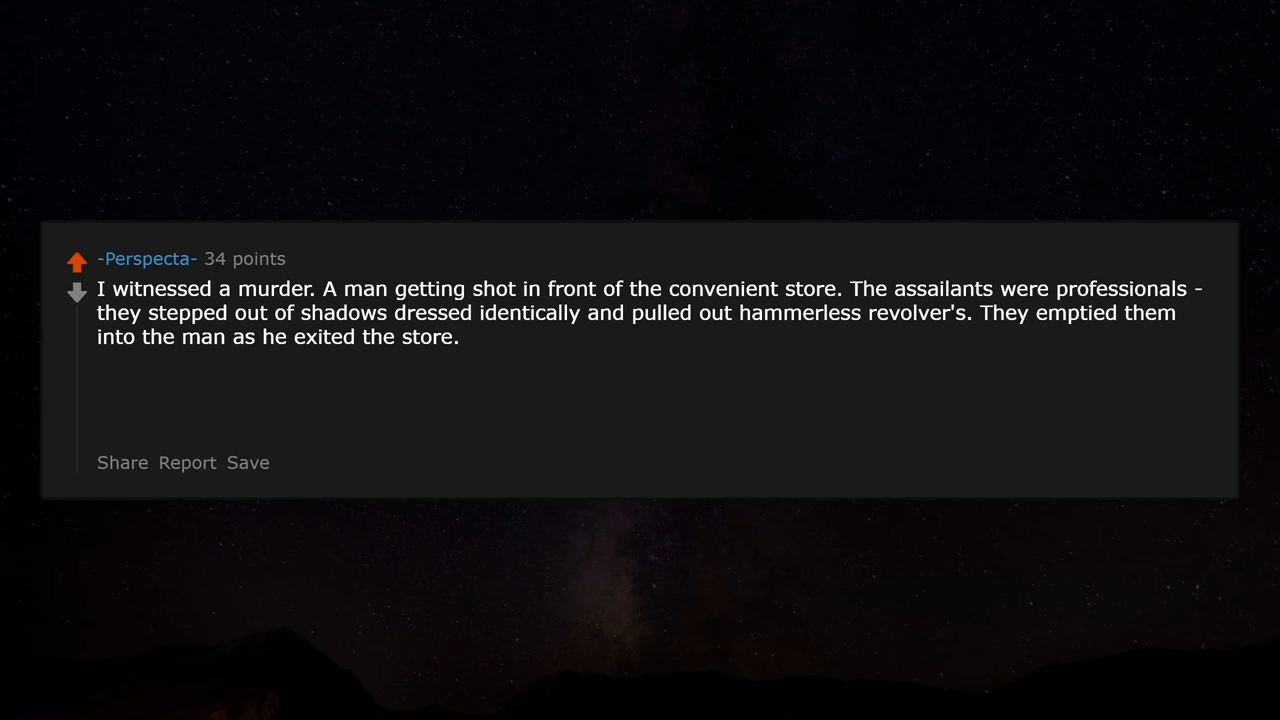 -Perspecta- 34 points
I witnessed a murder. A man getting shot in front of the convenient store. The assailants were professionals -
they stepped out of shadows dressed identically and pulled out hammerless revolver's. They emptied them
into the man as he exited the store.
Share Report Save